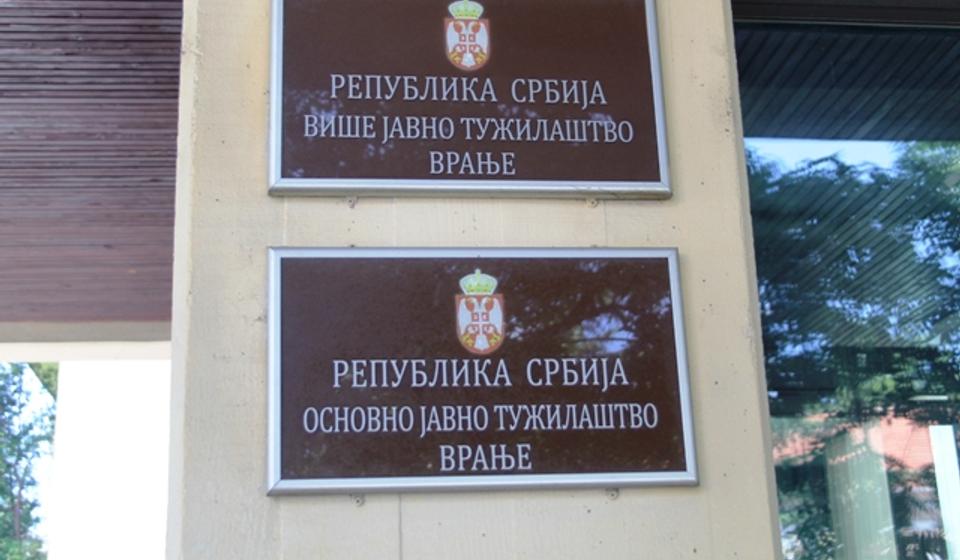 РЕПУБЛИКА СРБИЈА
ВИШЕ ЈАВНО ТУЖИЛАШТВО
ВРАЊЕ
РЕПУБЛИКА СРБИЈА
ОСНОВНО ЈАВНО ТУЖИЛАШТВО
ВРАЊЕ